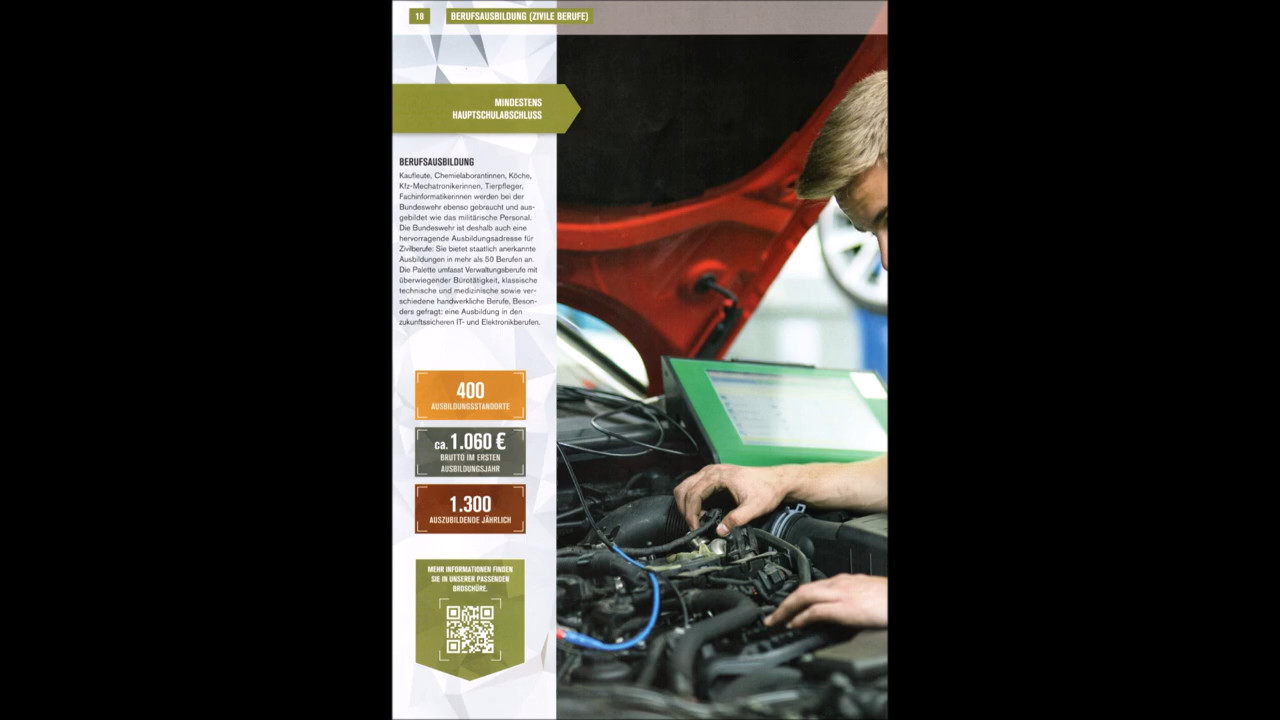 18
BERUFSAUSBILDUNG (ZIVILE BERUFE)
MINDESTENS
HAUPTSCHULABSCHLUSS
BERUFSAUSBILDUNG
Kaufleute, Chemielaborantinnen, Köche,
Kfz-Mechatronikerinnen, Tierpfleger,
Fachinformatikerinnen werden bei der
Bundeswehr ebenso gebraucht und aus-
gebildet wie das militärische Personal.
Die Bundeswehr ist deshalb auch eine
hervorragende Ausbildungsadresse für
Zivilberufe: Sie bietet staatlich anerkannte
Ausbildungen in mehr als 50 Berufen an.
Die Palette umfasst Verwaltungsberufe mit
überwiegender Bürotätigkeit, klassische
technische und medizinische sowie ver-
schiedene handwerkliche Berufe. Beson-
ders gefragt: eine Ausbildung in den
zukunftssicheren IT- und Elektronikberufen.
400
AUSBILDUNGSSTANDORTE
ca. 1.060 €
BRUTTO IM ERSTEN
AUSBILDUNGSJAHR
1.300
AUSZUBILDENDE JÄHRLICH
MEHR INFORMATIONEN FINDEN
SIE IN UNSERER PASSENDEN
BROSCHÜRE.